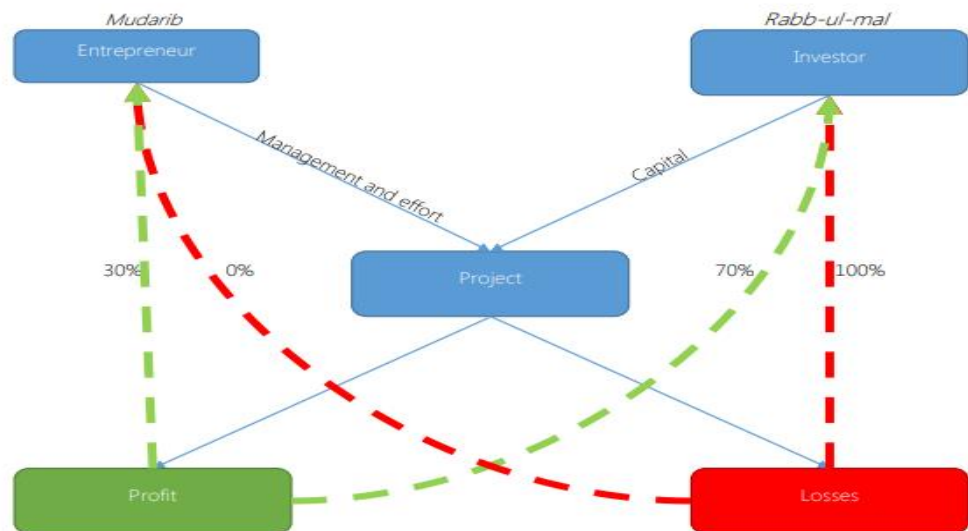 Mudarib
Rabb-ul-mal
Entrepreneur
Investor
Management and effort
Capital
Project
30%
0%
70%
100%
Profit
Losses